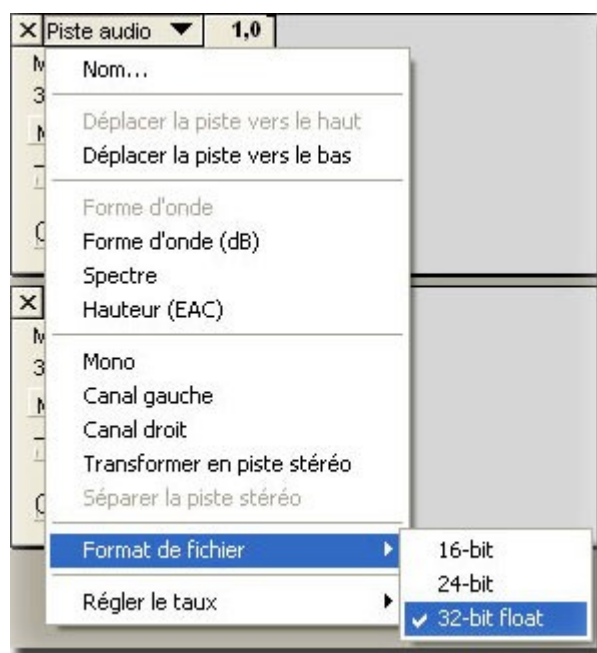 Piste audio 1,0
Nom...
Déplacer la piste vers le haut
Déplacer la piste vers le bas
Forme d'onde
Forme d'onde (dB)
Spectre
Hauteur (EAC)
Mono
Canal gauche
Canal droit
Transformer en piste stéréo
Séparer la piste stéréo
Format de fichier
16-bit
24-bit
32-bit float
Régler le taux